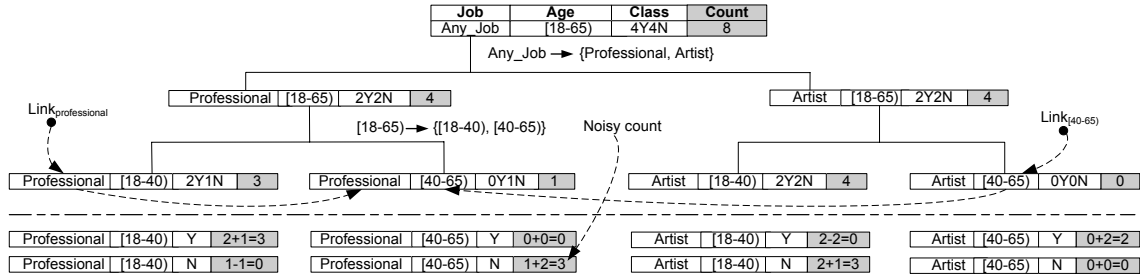 Job Age Class Count
Any_Job [18-65) 4Y4N 8
Any_Job → {Professional, Artist}
Professional [18-65) 2Y2N 4
Artist [18-65) 2Y2N 4
Link professional
[18-65) → {[18-40), [40-65)}
Noisy count
Link [40-65)
Professional [18-40) 2Y1N 3
Professional [40-65) 0Y1N 1
Artist [18-40) 2Y2N 4
Artist [40-65) 0Y0N 0
Professional [18-40) Y 2+1=3
Professional [40-65) Y 0+0=0
Artist [18-40) Y 2-2=0
Artist [40-65) Y 0+2=2
Professional [18-40) N 1-1=0
Professional [40-65) N 1+2=3
Artist [18-40) N 2+1=3
Artist [40-65) N 0+0=0